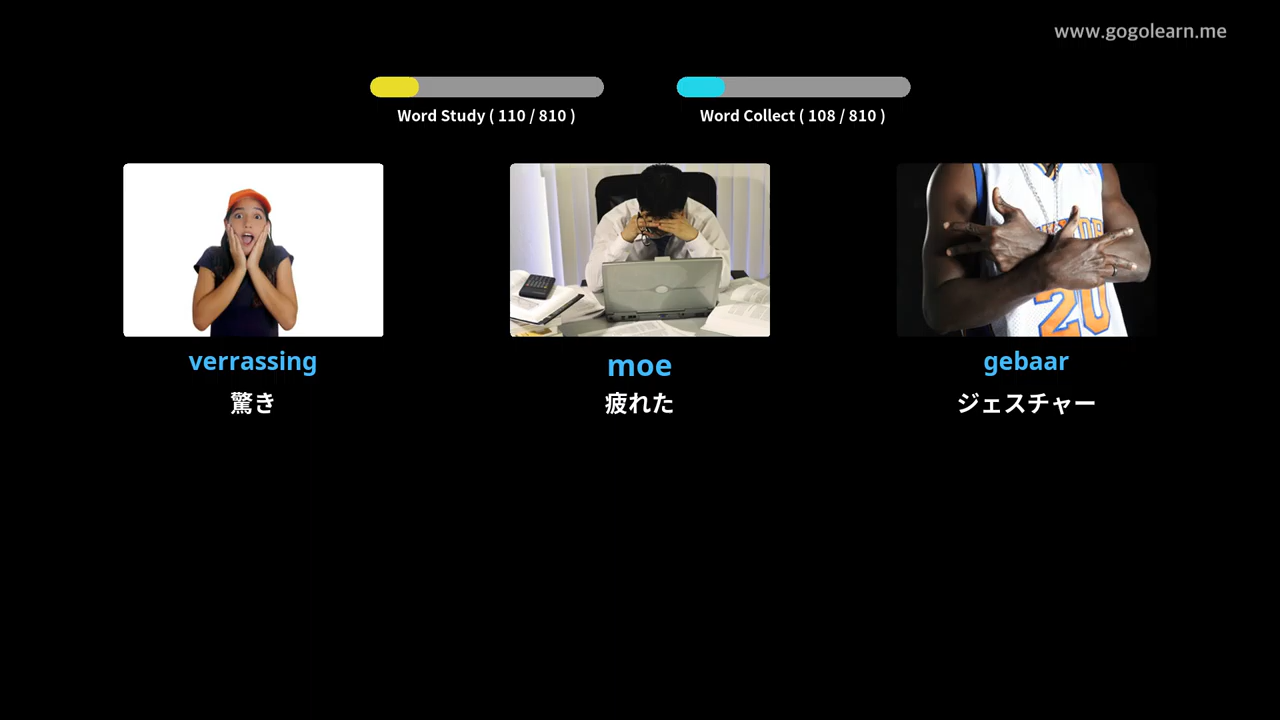 www.gogolearn.me
Word Study ( 110 / 810 )
Word Collect ( 108 / 810 )
20
verrassing
moe
gebaar
驚き
疲れた
ジェスチャー